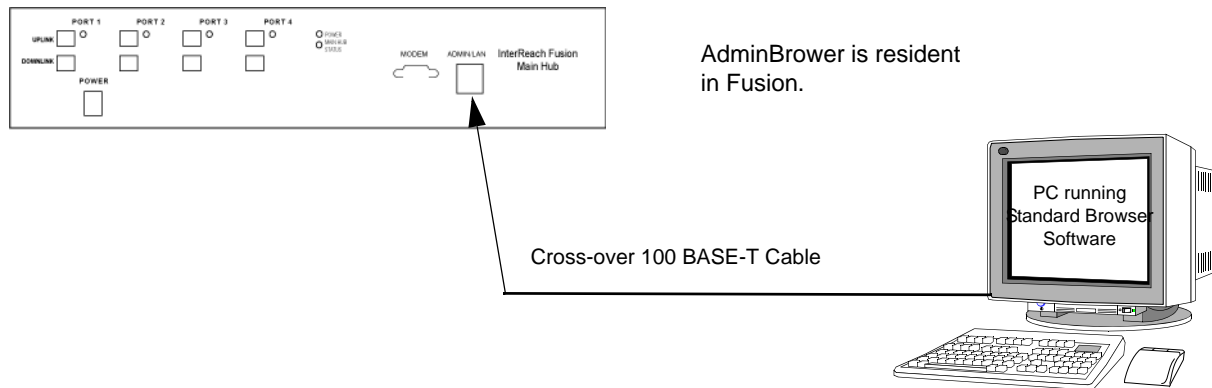 PORT 1 PORT 2 PORT 3 PORT 4
UPLINK
POWER
MAIN HUB
STATUS
DOWNLINK
POWER
MODEM
ADMIN/LAN
InterReach Fusion
Main Hub
AdminBrower is resident
in Fusion.
PC running
Standard Browser
Software
Cross-over 100 BASE-T Cable